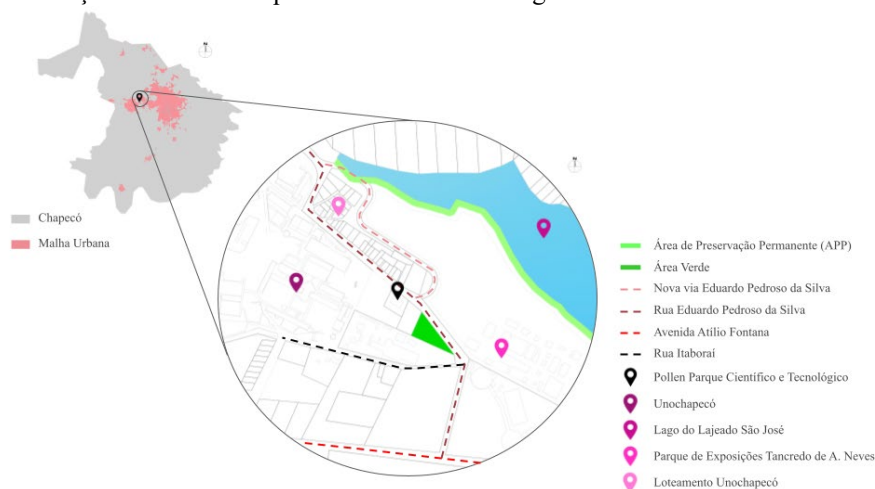 Chapecó
Malha Urbana
Área de Preservação Permanente (APP)
Área Verde
Nova via Eduardo Pedroso da Silva
Rua Eduardo Pedroso da Silva
Avenida Atílio Fontana
Rua Itaboraí
Pollen Parque Científico e Tecnológico
Unochapecó
Lago do Lajeado São José
Parque de Exposições Tancredo de A. Neves
Loteamento Unochapecó